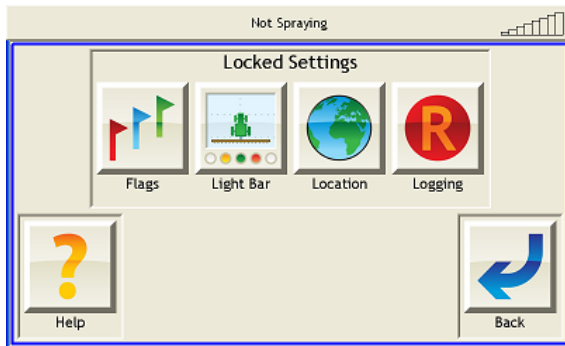 Not Spraying
Locked Settings
R
Flags Light Bar Location Logging
?
Help Back